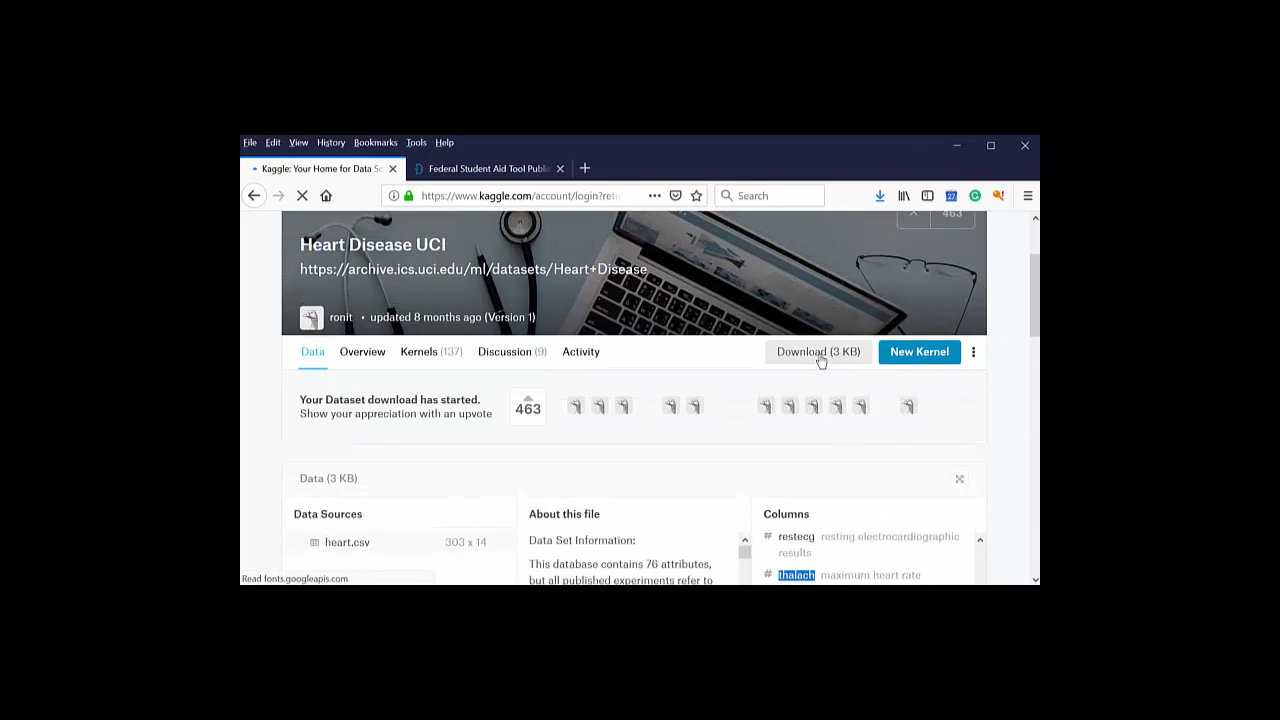 File Edit View History Bookmarks Tools Help
Kaggle: Your Home for Data Sc
Federal Student Aid Tool Publi
https://www.kaggle.com/account/login?retu
Search
27
463
Heart Disease UCI
https://archive.ics.uci.edu/ml/datasets/Heart+Disease
ronit • updated 8 months ago (Version 1)
Data Overview Kernels (137) Discussion (9) Activity Download (3 KB) New Kernel
Your Dataset download has started.
Show your appreciation with an upvote
463
Data (3 KB)
Data Sources
heart.csv 303 x 14
About this file
Data Set Information:
This database contains 76 attributes,
but all published experiments refer to
Columns
# restecg resting electrocardiographic
results
# thalach maximum heart rate
Read fonts.googleapis.com